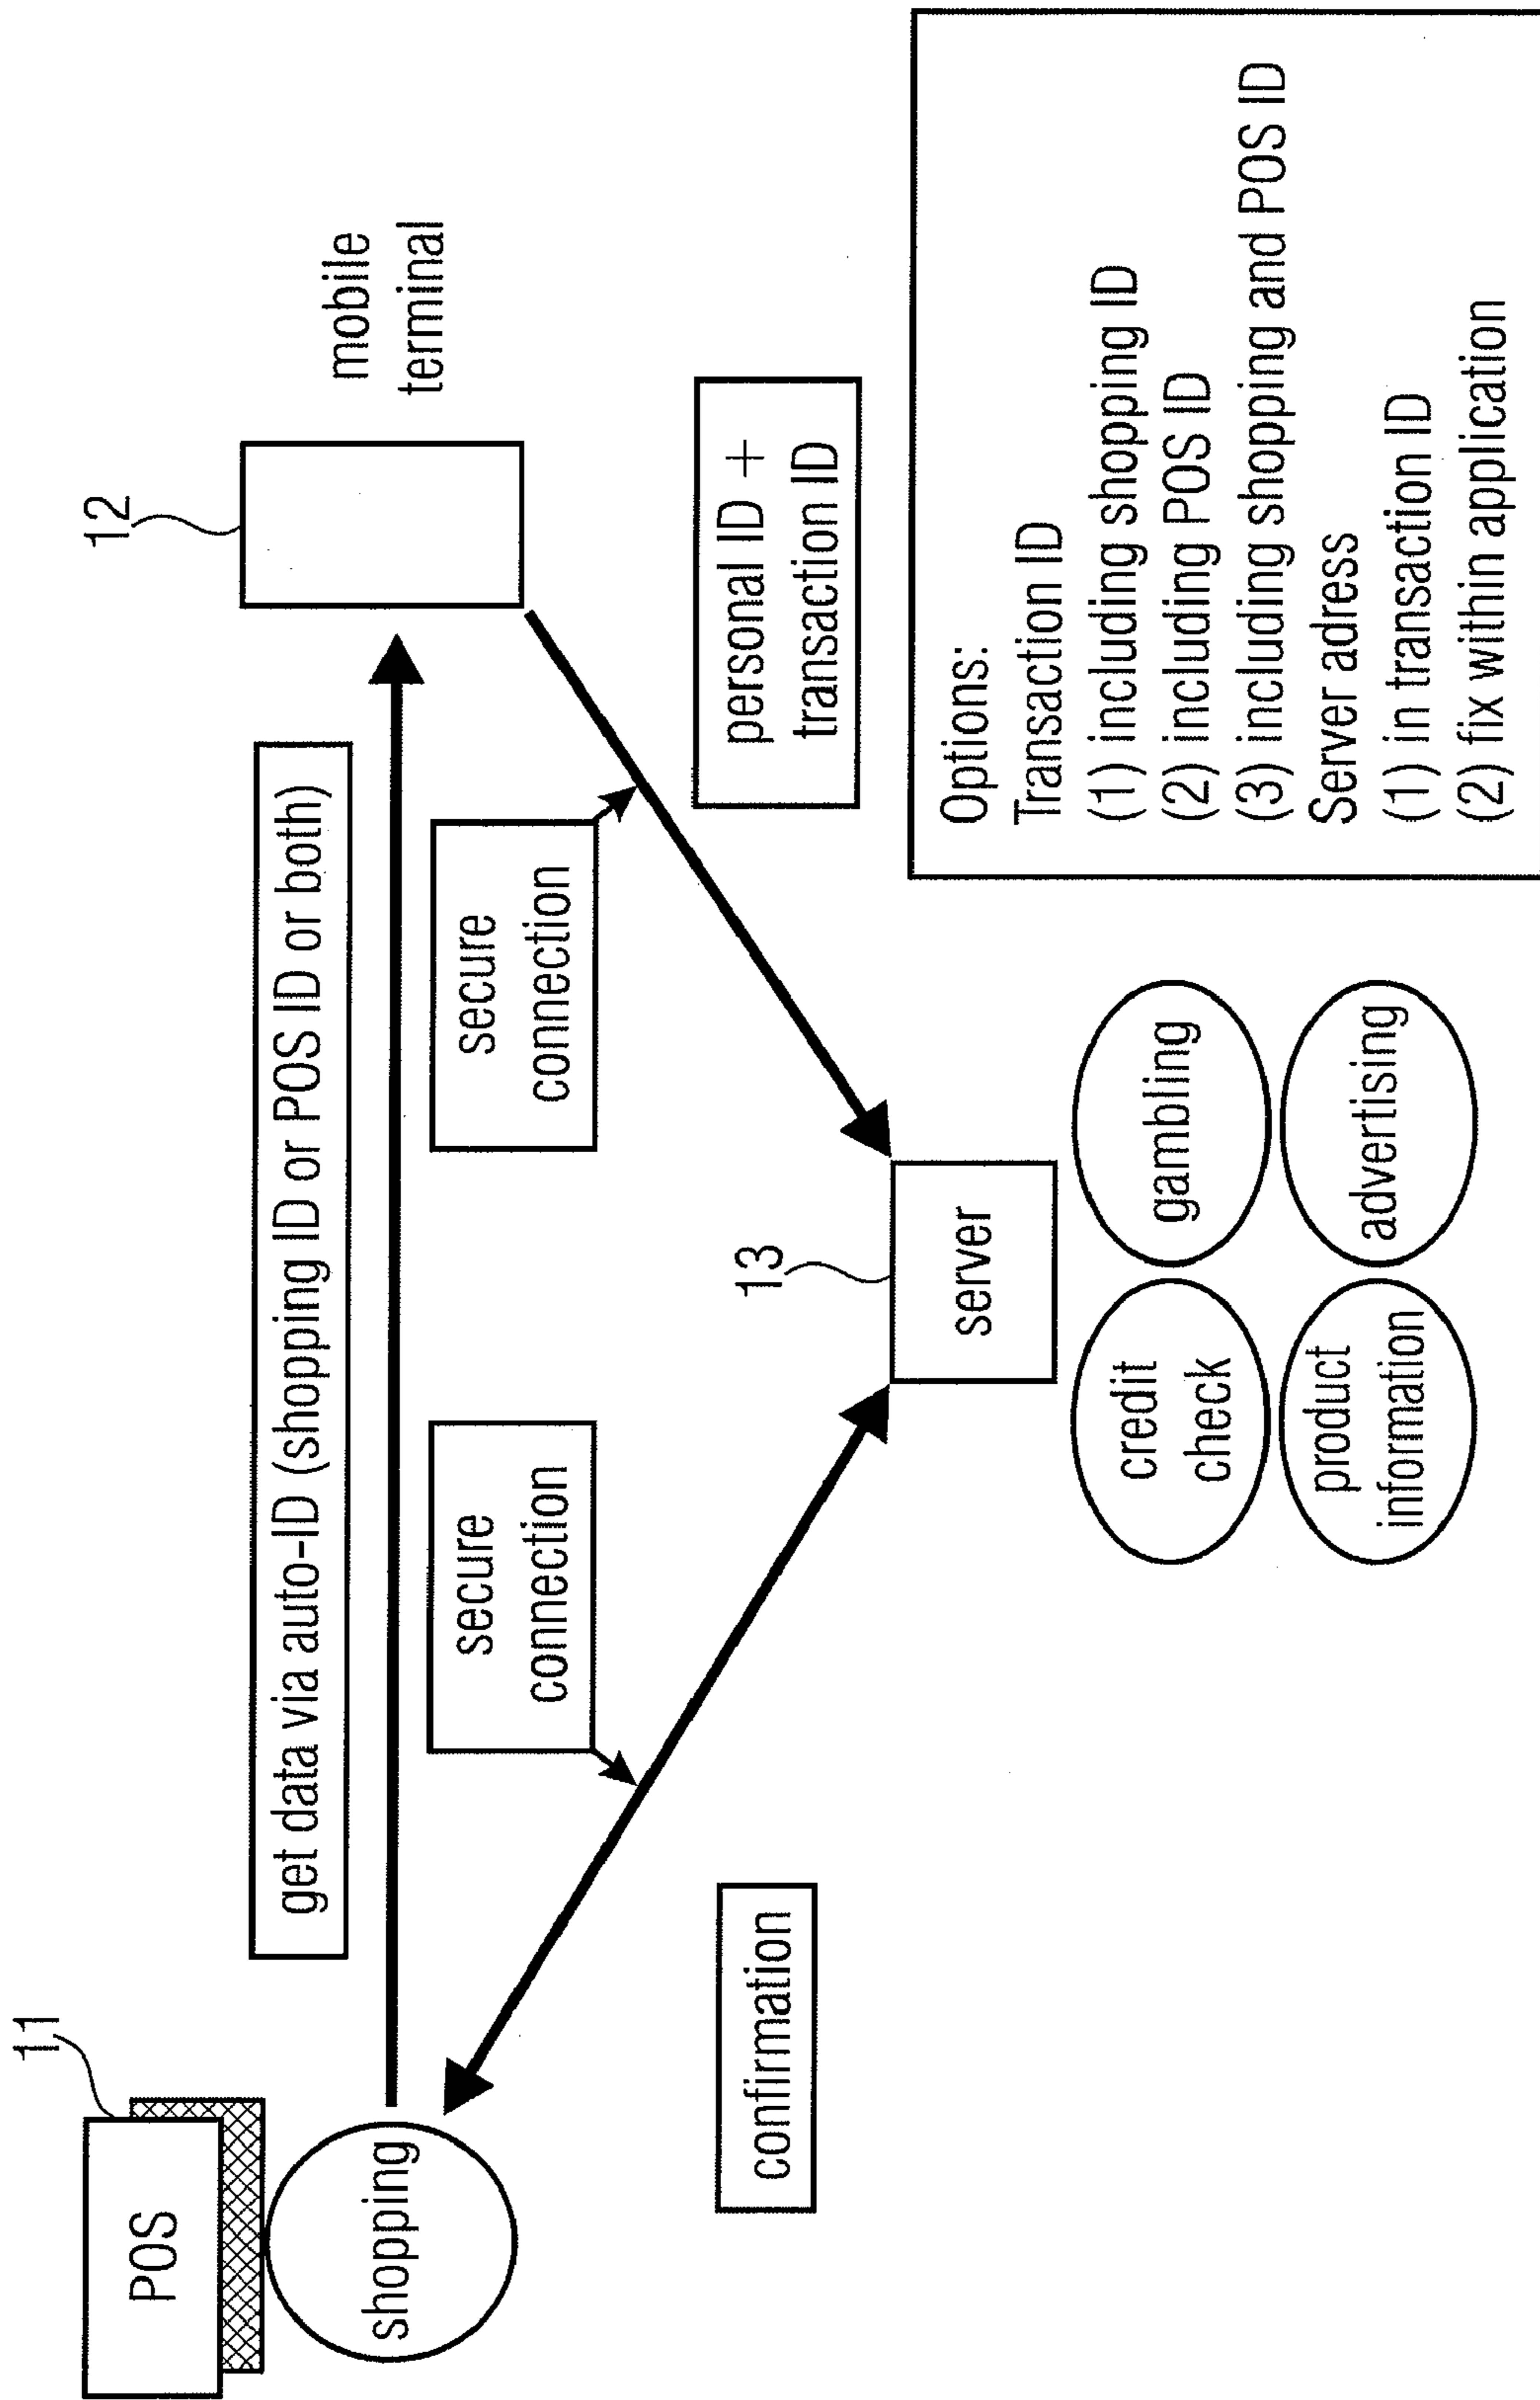 11
POS
shopping
get data via auto-ID (shopping ID or POS ID or both)
12
mobile
terminal
secure
connection
secure
connection
confirmation
personal ID +
transaction ID
13
server
credit
check
gambling
product
information
advertising
Options:
Transaction ID
(1) including shopping ID
(2) including POS ID
(3) including shopping and POS ID
Server adress
(1) in transaction ID
(2) fix within application